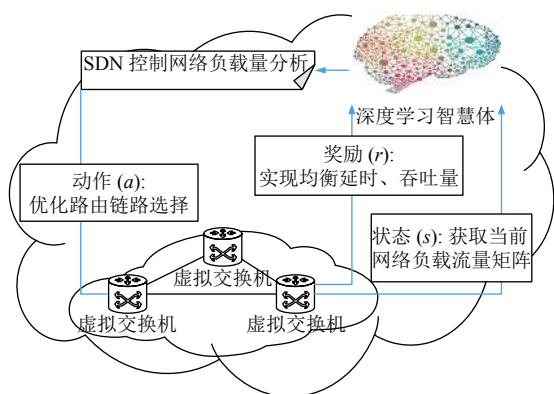 SDN 控制网络负载量分析
深度学习智慧体
奖励 (r):
实现均衡延时、吞吐量
动作 (a):
优化路由链路选择
状态 (s): 获取当前
网络负载流量矩阵
虚拟交换机
虚拟交换机
虚拟交换机